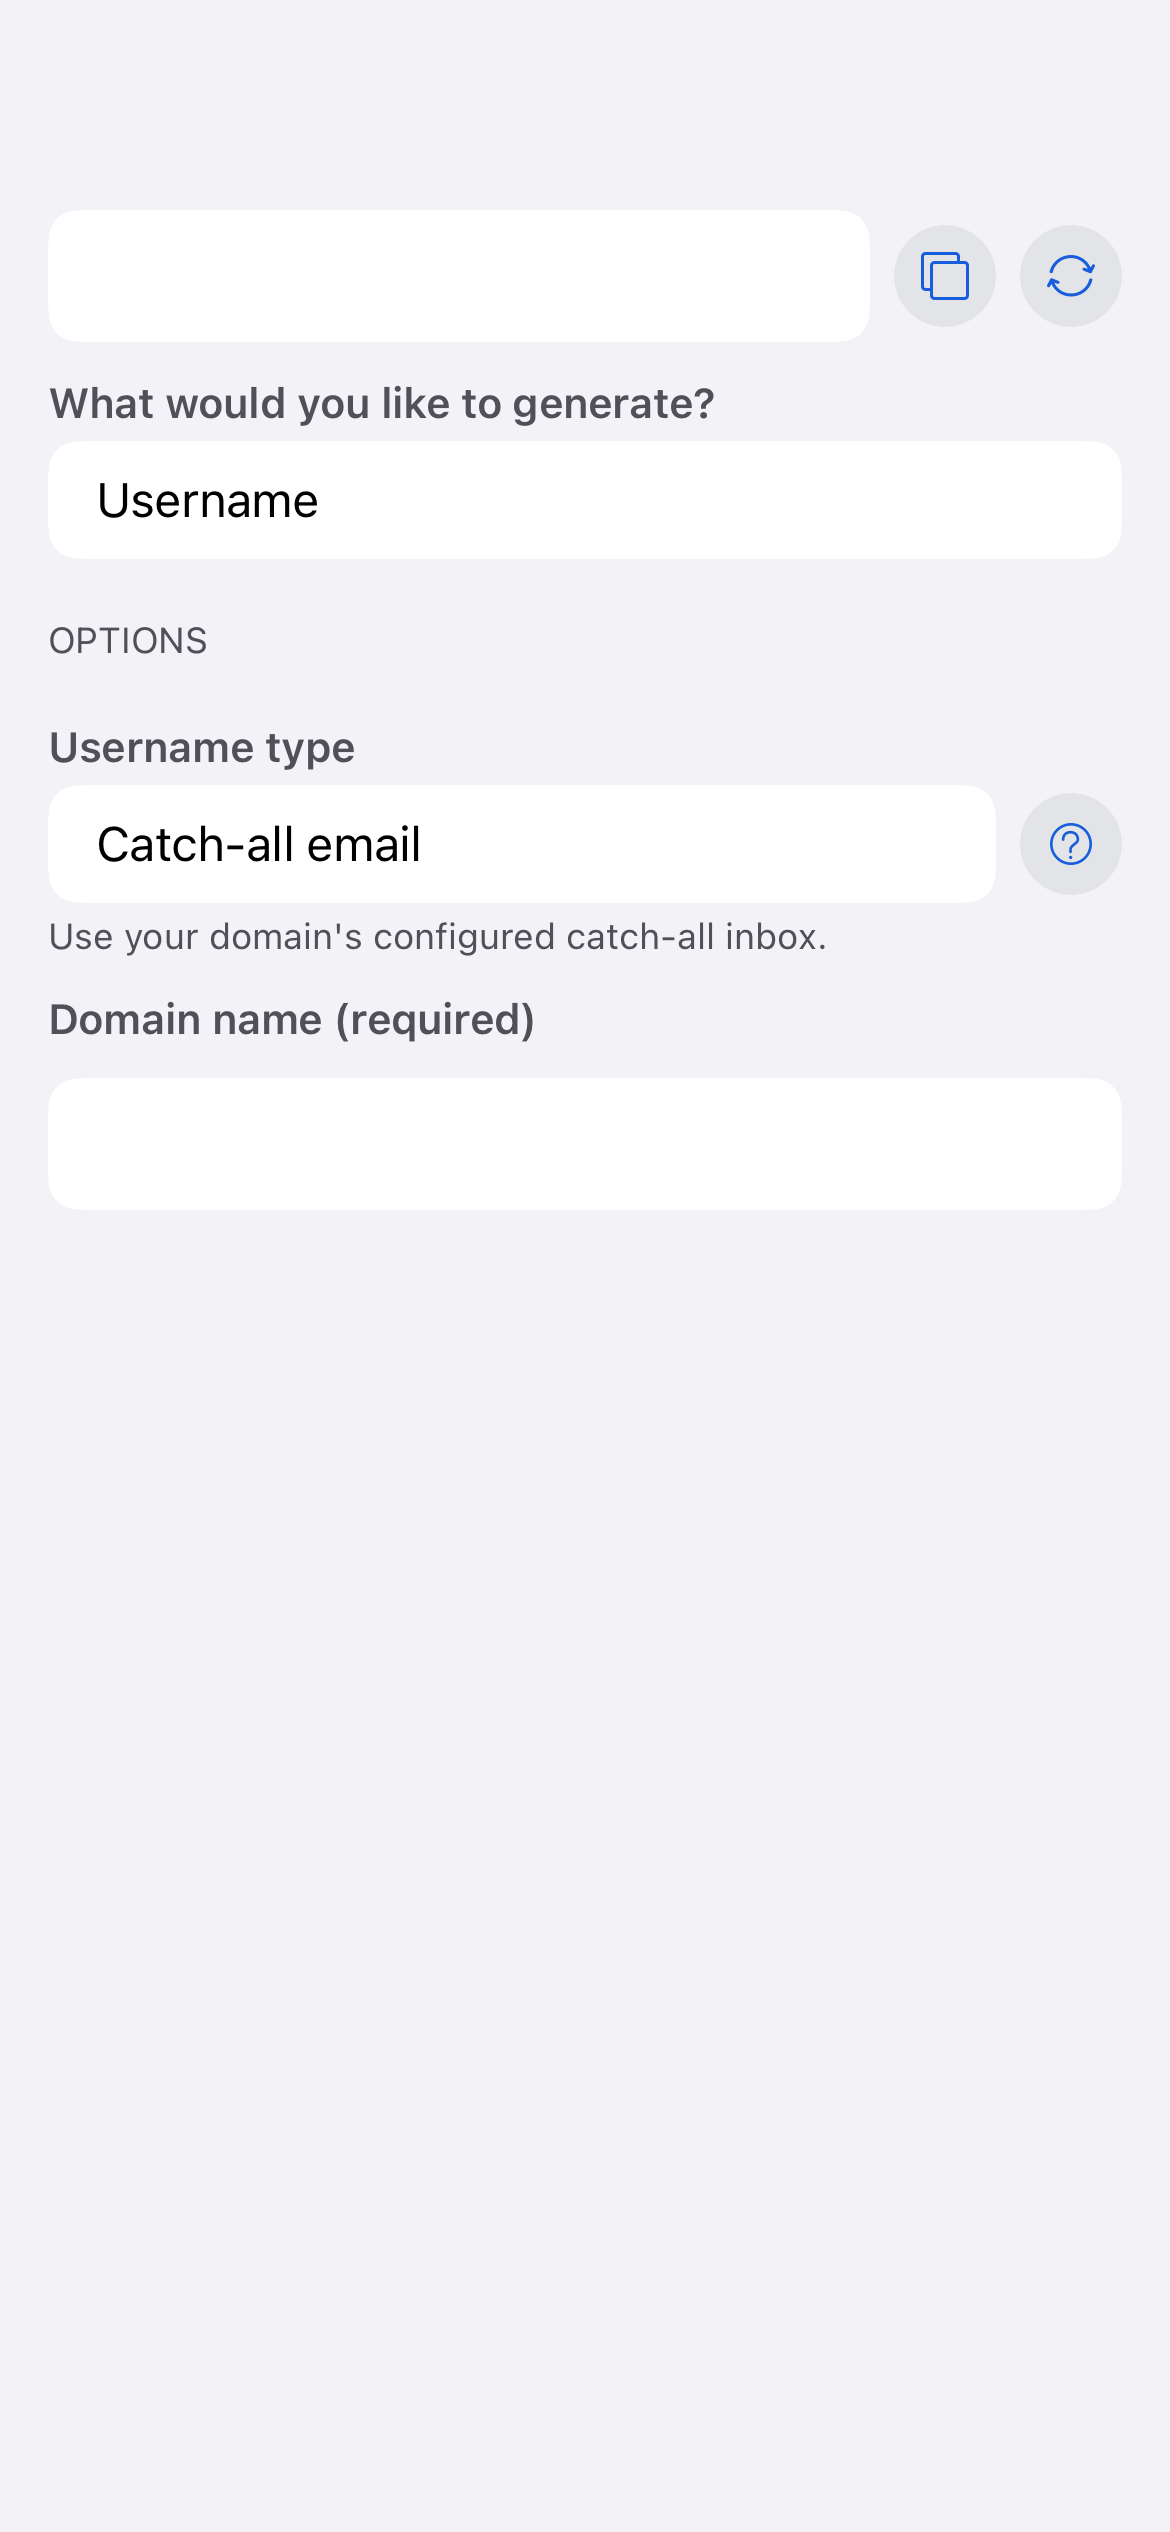 What would you like to generate?
Username
OPTIONS
Username type
Catch-all email
Use your domain's configured catch-all inbox.
Domain name (required)